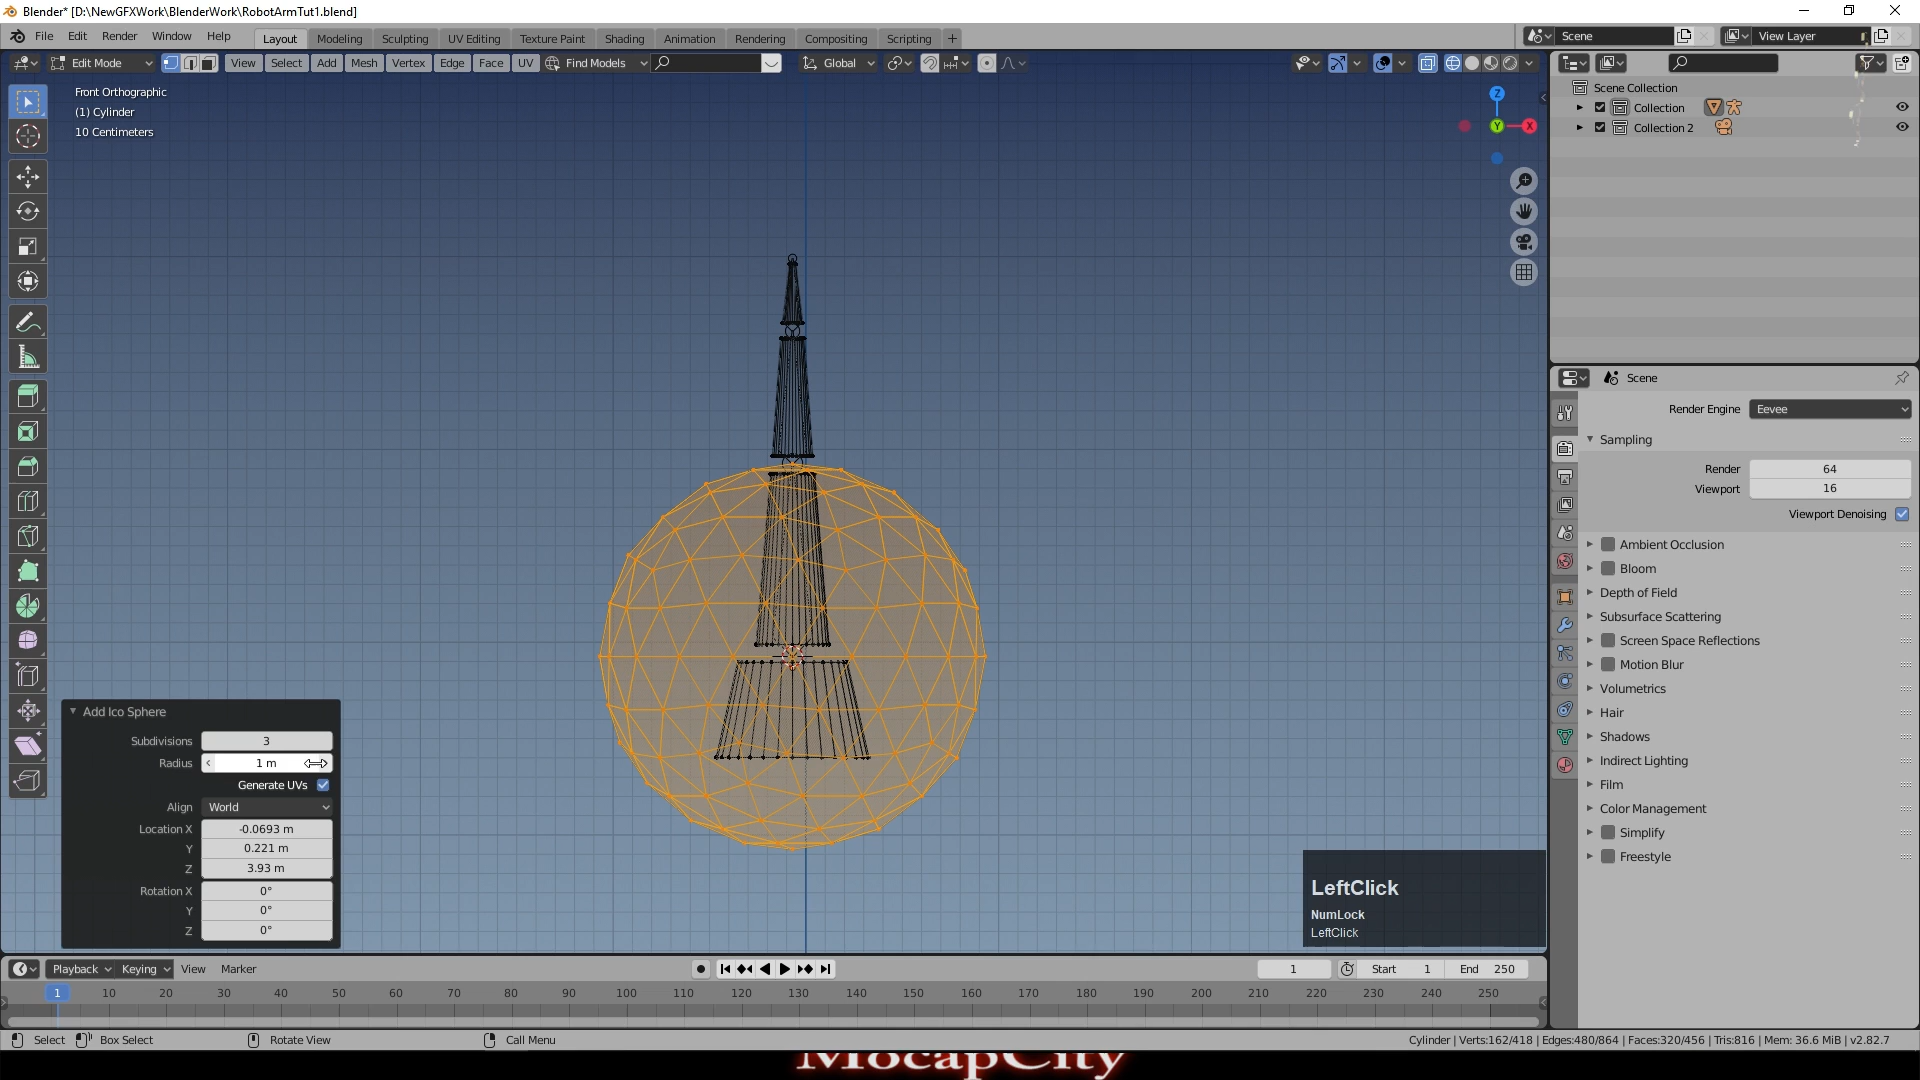 Blender* [D:\NewGFXWork\BlenderWork\RobotArmTut1.blend]
File Edit Render Window Help Layout Modeling Sculpting UV Editing Texture Paint Shading Animation Rendering Compositing Scripting Scene View Layer
Edit Mode View Select Add Mesh Vertex Edge Face UV Find Models Global
Front Orthographic
(1) Cylinder
10 Centimeters
Z
Y
X
Scene Collection
Collection
Collection 2
Scene
Render Engine Eevee
Sampling
Render 64
Viewport 16
Viewport Denoising
Ambient Occlusion
Bloom
Depth of Field
Subsurface Scattering
Screen Space Reflections
Motion Blur
Volumetrics
Hair
Shadows
Indirect Lighting
Film
Color Management
Simplify
Freestyle
Add Ico Sphere
Subdivisions 3
Radius 1 m
Generate UVs
Align World
Location X -0.0693 m
Y 0.221 m
Z 3.93 m
Rotation X 0°
Y 0°
Z 0°
LeftClick
NumLock
LeftClick
Playback Keying View Marker 1 Start 1 End 250
1 10 20 30 40 50 60 70 80 90 100 110 120 130 140 150 160 170 180 190 200 210 220 230 240 250
Select Box Select Rotate View Call Menu Cylinder | Verts:162/418 | Edges:480/864 | Faces:320/456 | Tris:816 | Mem: 36.6 MiB | v2.82.7
MocapCity